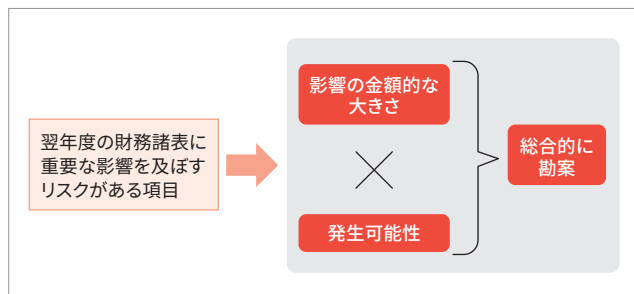 翌年度の財務諸表に
重要な影響を及ぼす
リスクがある項目
影響の金額的な
大きさ
発生可能性
総合的に
勘案